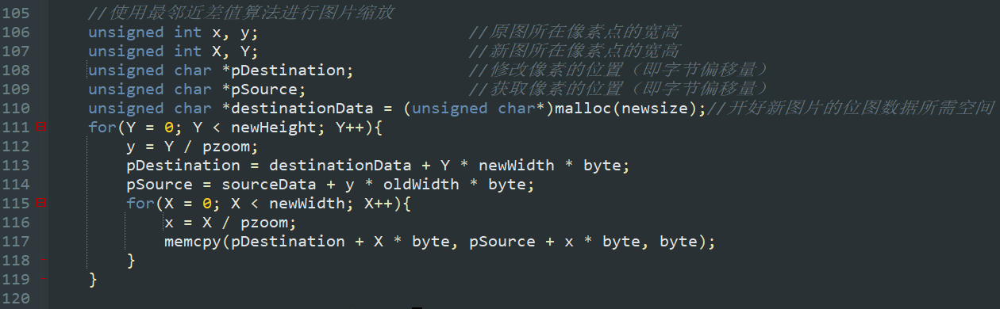 105 //使用最邻近差值算法进行图片缩放
106 unsigned int x, y; //原图所在像素点的宽高
107 unsigned int X, Y; //新图所在像素点的宽高
108 unsigned char *pDestination; //修改像素的位置（即字节偏移量）
109 unsigned char *pSource; //获取像素的位置（即字节偏移量）
110 unsigned char *destinationData = (unsigned char*)malloc(newsize);//开好新图片的位图数据所需空间
111 for(Y = 0; Y < newHeight; Y++){
112 y = Y / pzoom;
113 pDestination = destinationData + Y * newWidth * byte;
114 pSource = sourceData + y * oldWidth * byte;
115 for(X = 0; X < newWidth; X++){
116 x = X / pzoom;
117 memcpy(pDestination + X * byte, pSource + x * byte, byte);
118 }
119 }
120